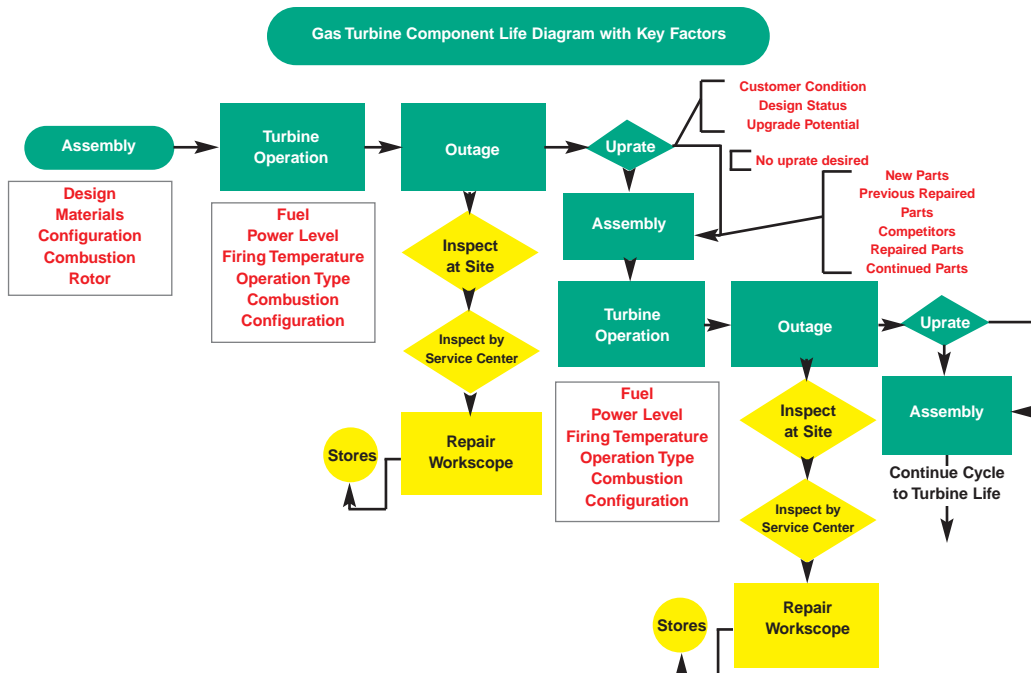 Gas Turbine Component Life Diagram with Key Factors
Customer Condition
Design Status
Upgrade Potential
Assembly
Turbine
Operation
Outage
Uprate
No uprate desired
Design
Materials
Configuration
Combustion
Rotor
Fuel
Power Level
Firing Temperature
Operation Type
Combustion
Configuration
Inspect
at Site
Assembly
New Parts
Previous Repaired
Parts
Competitors
Repaired Parts
Continued Parts
Inspect by
Service Center
Turbine
Operation
Outage
Uprate
Repair
Workscope
Stores
Fuel
Power Level
Firing Temperature
Operation Type
Combustion
Configuration
Inspect
at Site
Assembly
Continue Cycle
to Turbine Life
Inspect by
Service Center
Repair
Workscope
Stores